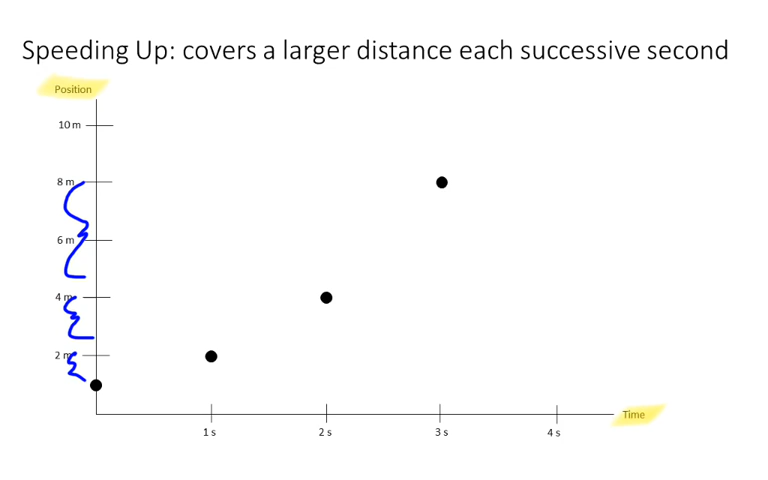 Speeding Up: covers a larger distance each successive second
Position
10 m
8 m
6 m
4 m
2 m
Time
1 s
2 s
3 s
4 s